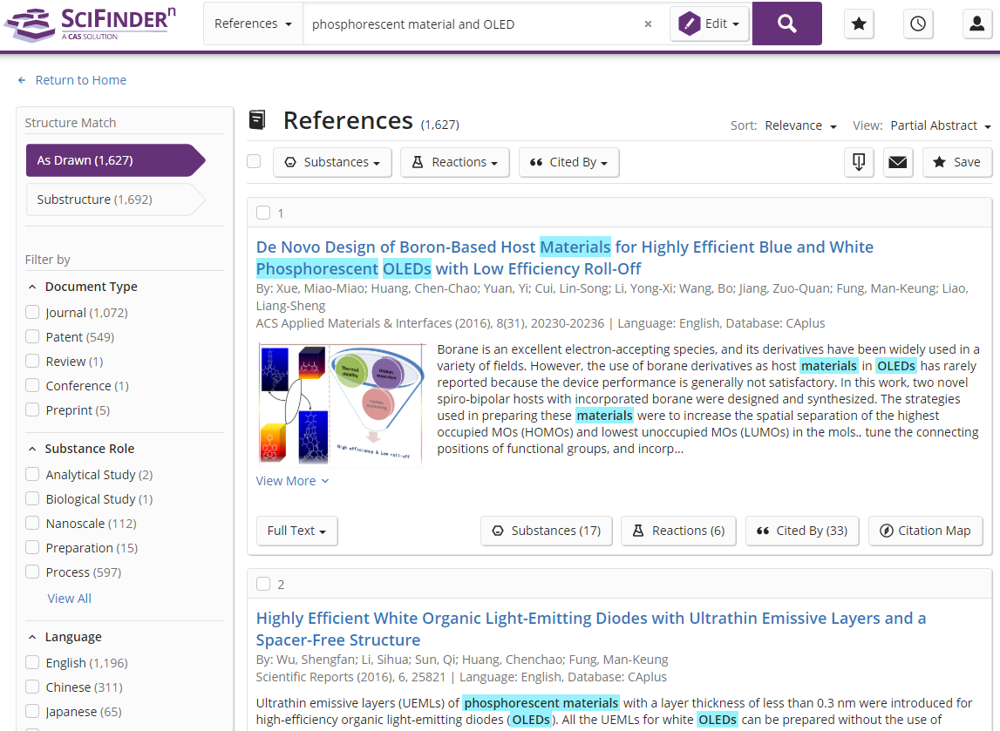 SCIFINDERⁿ
A CAS SOLUTION
References
phosphorescent material and OLED
×
Edit
Return to Home
Structure Match
As Drawn (1,627)
Substructure (1,692)
Filter by
Document Type
Journal (1,072)
Patent (549)
Review (1)
Conference (1)
Preprint (5)
Substance Role
Analytical Study (2)
Biological Study (1)
Nanoscale (112)
Preparation (15)
Process (597)
View All
Language
English (1,196)
Chinese (311)
Japanese (65)
References (1,627)
Sort: Relevance View: Partial Abstract
Substances
Reactions
Cited By
Save
1
De Novo Design of Boron-Based Host Materials for Highly Efficient Blue and White
Phosphorescent OLEDs with Low Efficiency Roll-Off
By: Xue, Miao-Miao; Huang, Chen-Chao; Yuan, Yi; Cui, Lin-Song; Li, Yong-Xi; Wang, Bo; Jiang, Zuo-Quan; Fung, Man-Keung; Liao,
Liang-Sheng
ACS Applied Materials & Interfaces (2016), 8(31), 20230-20236 | Language: English, Database: CAplus
Thermal
stability
High efficiency & Low roll-off
Borane is an excellent electron-accepting species, and its derivatives have been widely used in a
variety of fields. However, the use of borane derivatives as host materials in OLEDs has rarely
reported because the device performance is generally not satisfactory. In this work, two novel
spiro-bipolar hosts with incorporated borane were designed and synthesized. The strategies
used in preparing these materials were to increase the spatial separation of the highest
occupied MOs (HOMOs) and lowest unoccupied MOs (LUMOs) in the mols., tune the connecting
positions of functional groups, and incorp...
View More
Full Text
Substances (17)
Reactions (6)
Cited By (33)
Citation Map
2
Highly Efficient White Organic Light-Emitting Diodes with Ultrathin Emissive Layers and a
Spacer-Free Structure
By: Wu, Shengfan; Li, Sihua; Sun, Qi; Huang, Chenchao; Fung, Man-Keung
Scientific Reports (2016), 6, 25821 | Language: English, Database: CAplus
Ultrathin emissive layers (UEMLs) of phosphorescent materials with a layer thickness of less than 0.3 nm were introduced for
high-efficiency organic light-emitting diodes (OLEDs). All the UEMLs for white OLEDs can be prepared without the use of